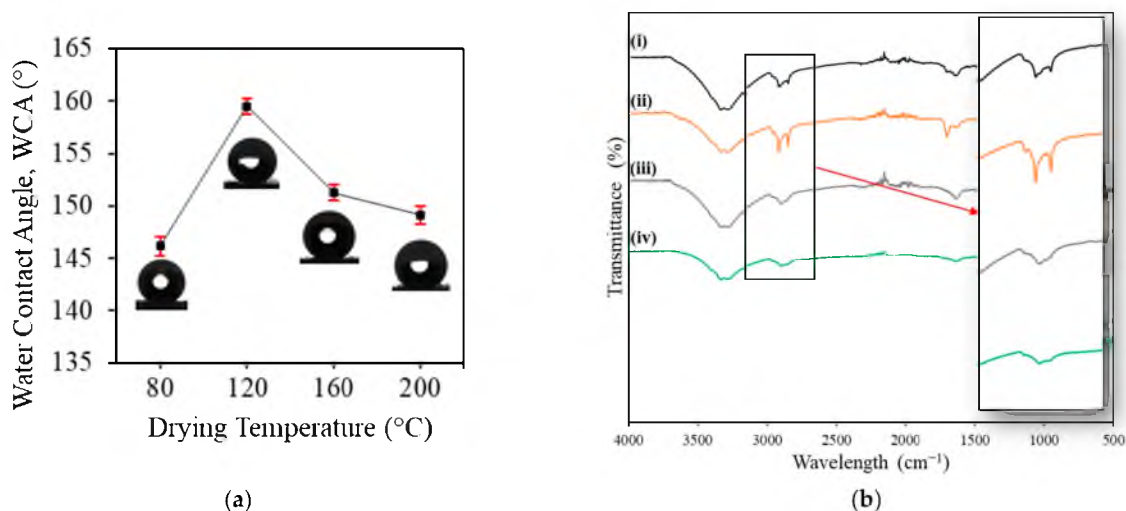 165
160
155
150
145
140
135
80 120 160 200
Water Contact Angle, WCA (°)
Drying Temperature (°C)
(a)
(i)
(ii)
(iii)
(iv)
Transmittance (%)
4000 3500 3000 2500 2000 1500 1000 500
Wavelength (cm⁻¹)
(b)